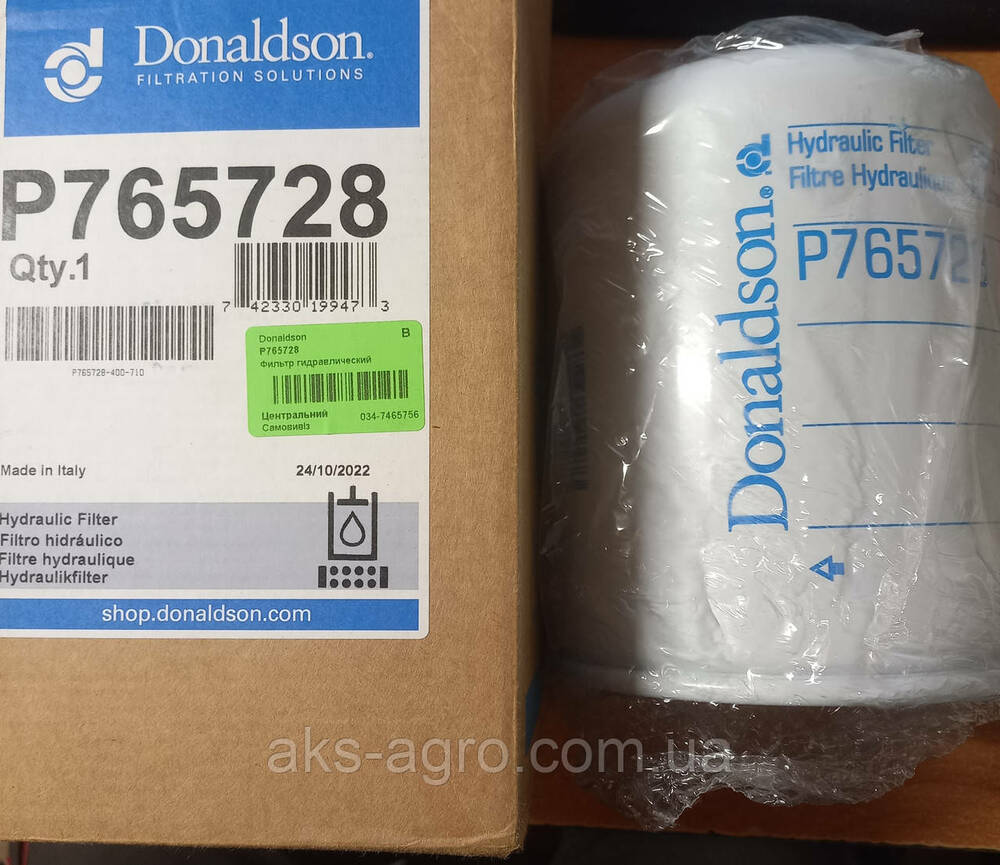 Donaldson®
FILTRATION SOLUTIONS
P765728
Qty.1
7 42330 19947 3
P765728-400-710
Donaldson B
P765728
Фильтр гидравлический
Центральний 034-7465756
Самовивіз
Made in Italy 24/10/2022
Hydraulic Filter
Filtro hidráulico
Filtre hydraulique
Hydraulikfilter
shop.donaldson.com
Donaldson®
Hydraulic Filter
Filtre Hydraulique
P765728
aks-agro.com.ua